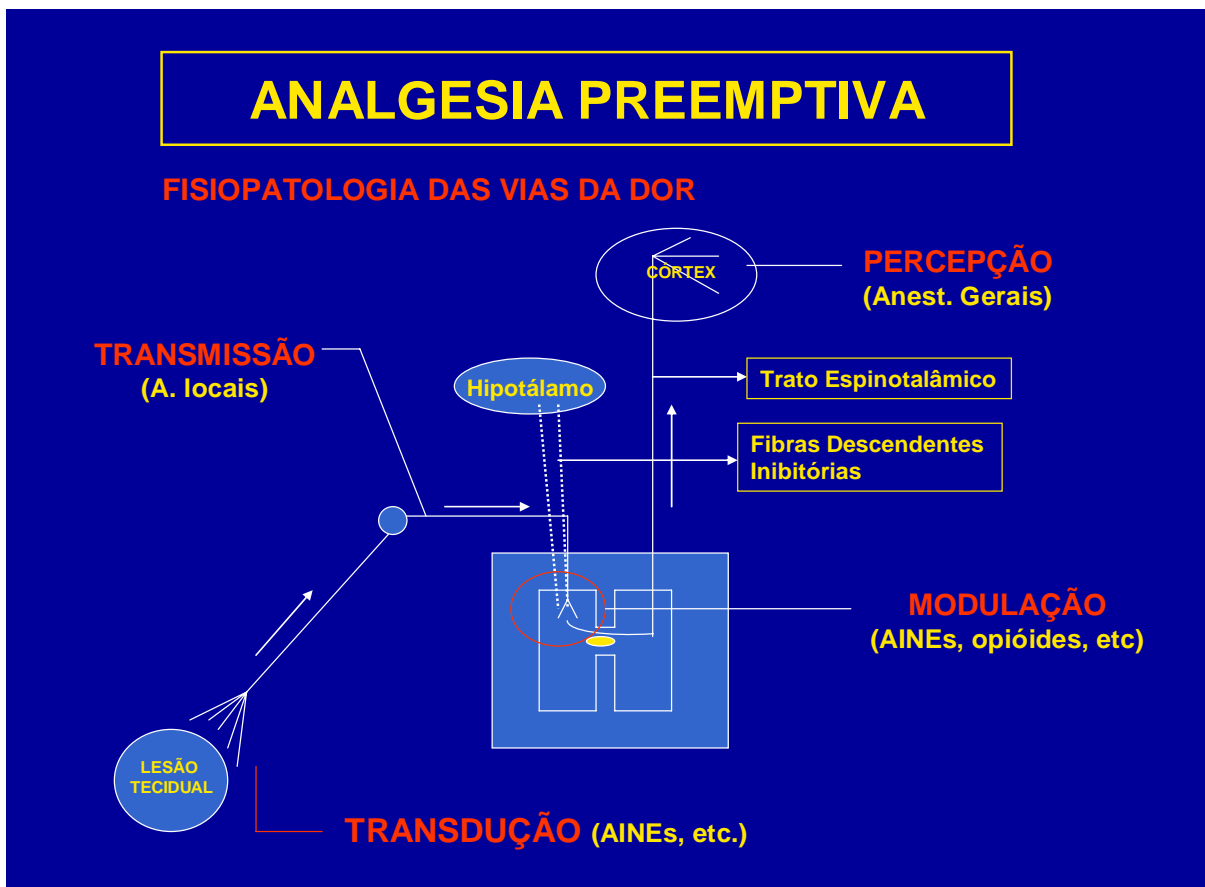 ANALGESIA PREEMPTIVA
FISIOPATOLOGIA DAS VIAS DA DOR
CÓRTEX
PERCEPÇÃO
(Anest. Gerais)
TRANSMISSÃO
(A. locais)
Hipotálamo
Trato Espinotalâmico
Fibras Descendentes
Inibitórias
MODULAÇÃO
(AINEs, opióides, etc)
LESÃO
TECIDUAL
TRANSDUÇÃO (AINEs, etc.)